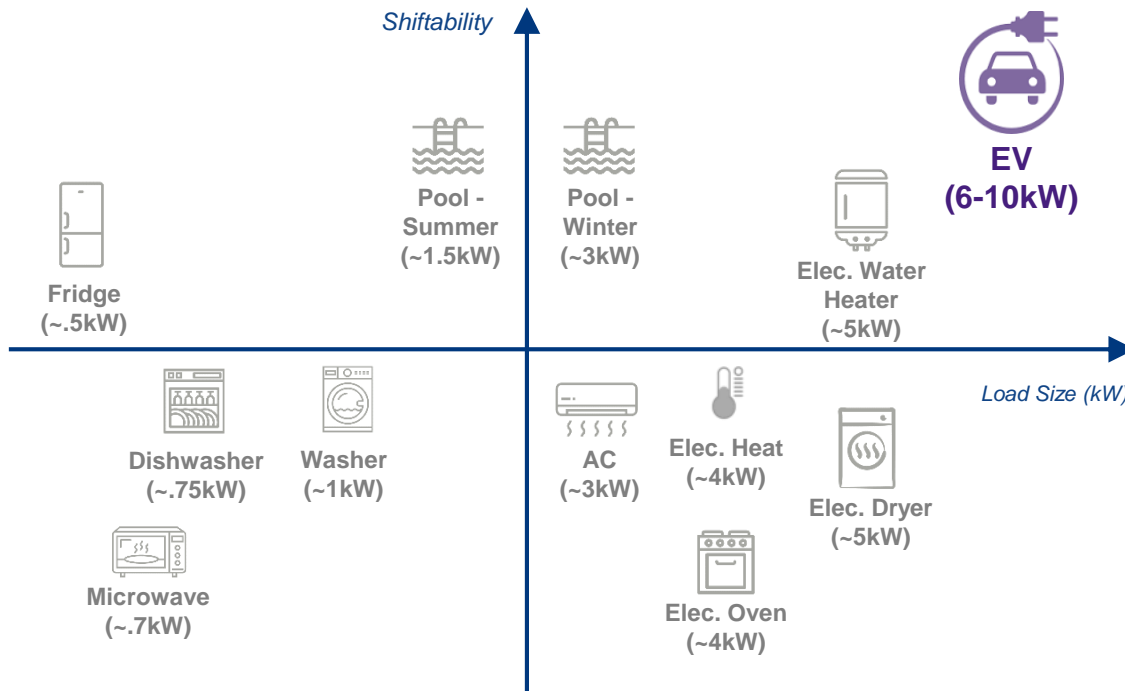 Shiftability
EV
(6-10kW)
Pool -
Summer
(~1.5kW)
Pool -
Winter
(~3kW)
Elec. Water
Heater
(~5kW)
Fridge
(~.5kW)
Load Size (kW)
Dishwasher
(~.75kW)
Washer
(~1kW)
AC
(~3kW)
Elec. Heat
(~4kW)
Elec. Dryer
(~5kW)
Microwave
(~.7kW)
Elec. Oven
(~4kW)